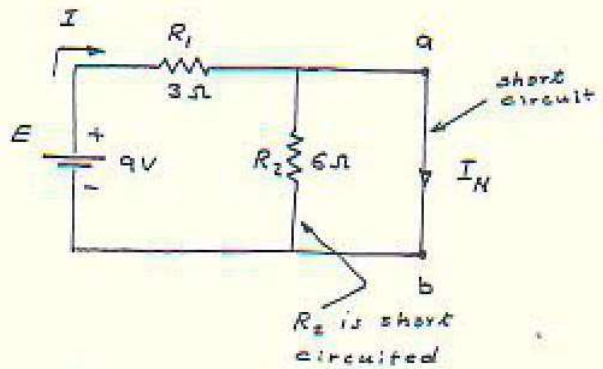 I
R1
3Ω
a
short
circuit
E
+
9V
-
R2
6Ω
IN
b
R2 is short
circuited